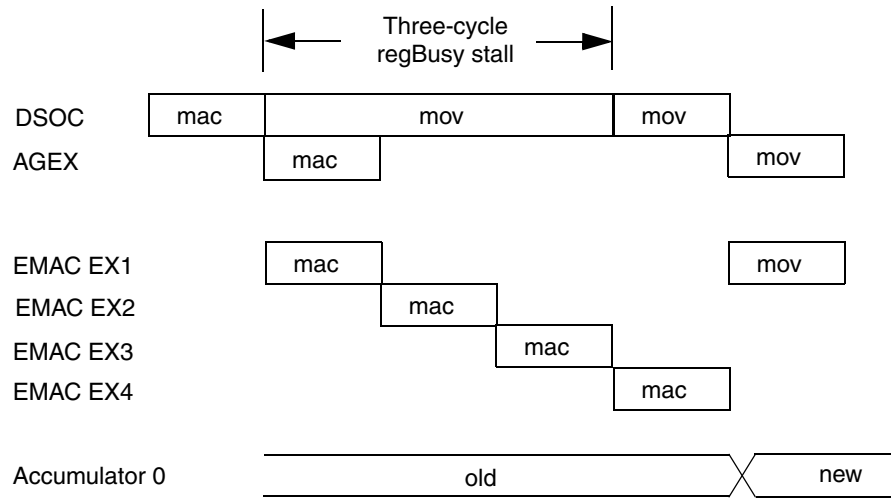 Three-cycle
regBusy stall
DSOC mac mov mov
AGEX mac mov
EMAC EX1 mac mov
EMAC EX2 mac
EMAC EX3 mac
EMAC EX4 mac
Accumulator 0 old new